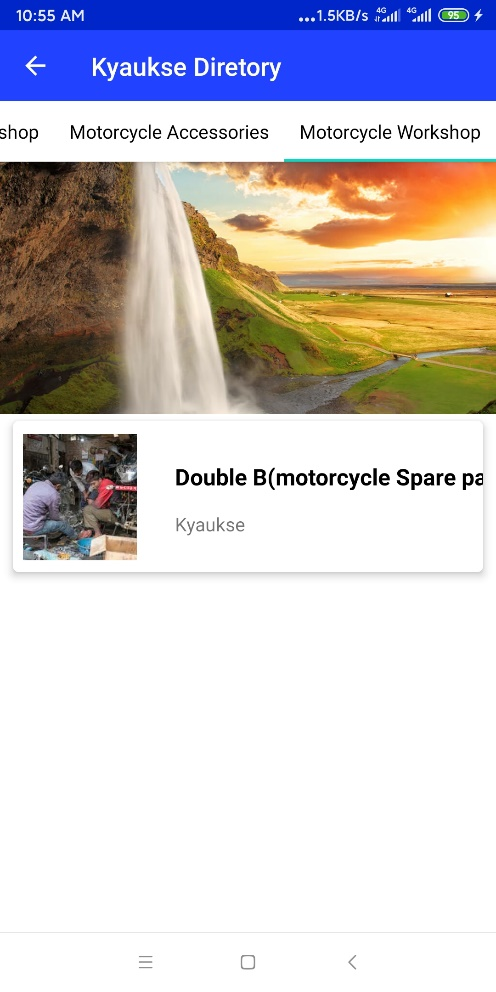 10:55 AM ...1.5KB/s 4G 4G 95
Kyaukse Diretory
shop Motorcycle Accessories Motorcycle Workshop
Double B(motorcycle Spare pa
Kyaukse